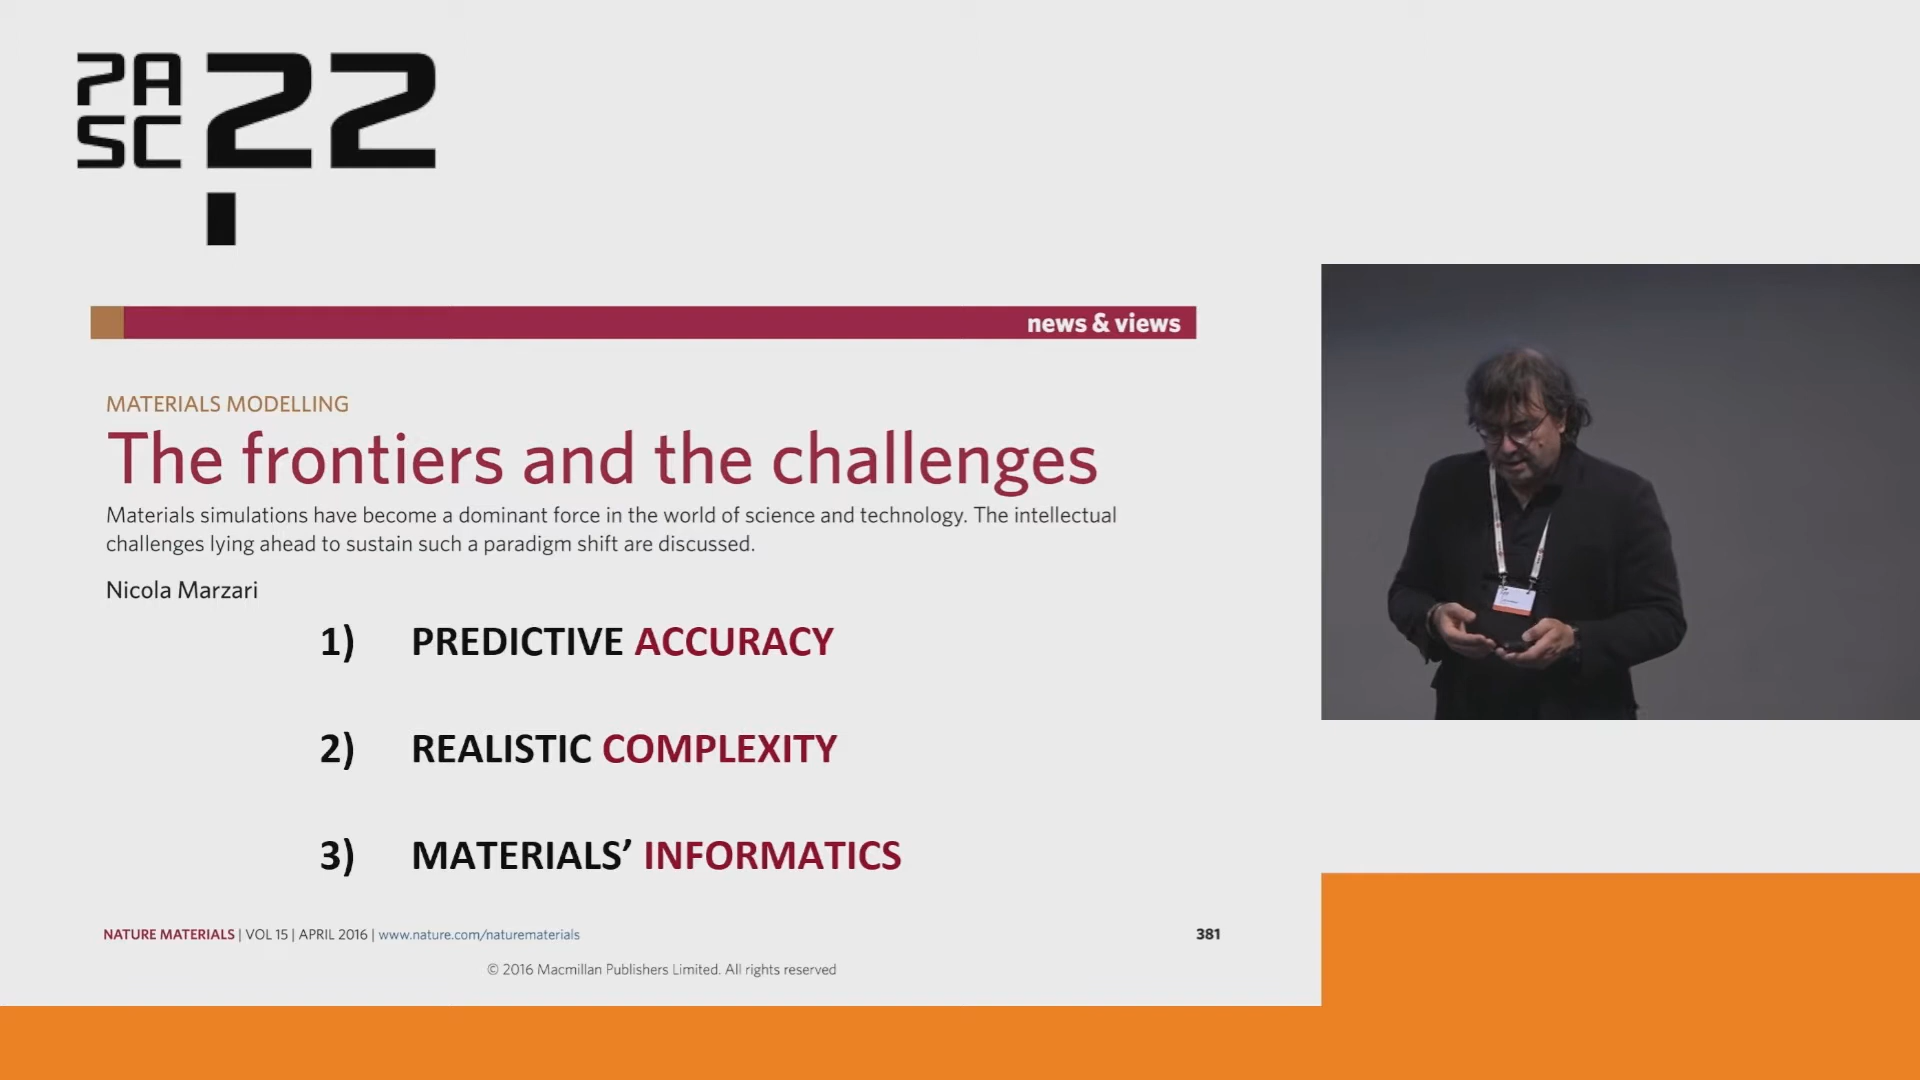 PA
SC 22
news & views
MATERIALS MODELLING
The frontiers and the challenges
Materials simulations have become a dominant force in the world of science and technology. The intellectual
challenges lying ahead to sustain such a paradigm shift are discussed.
Nicola Marzari
1) PREDICTIVE ACCURACY
2) REALISTIC COMPLEXITY
3) MATERIALS’ INFORMATICS
NATURE MATERIALS | VOL 15 | APRIL 2016 | www.nature.com/naturematerials
381
© 2016 Macmillan Publishers Limited. All rights reserved